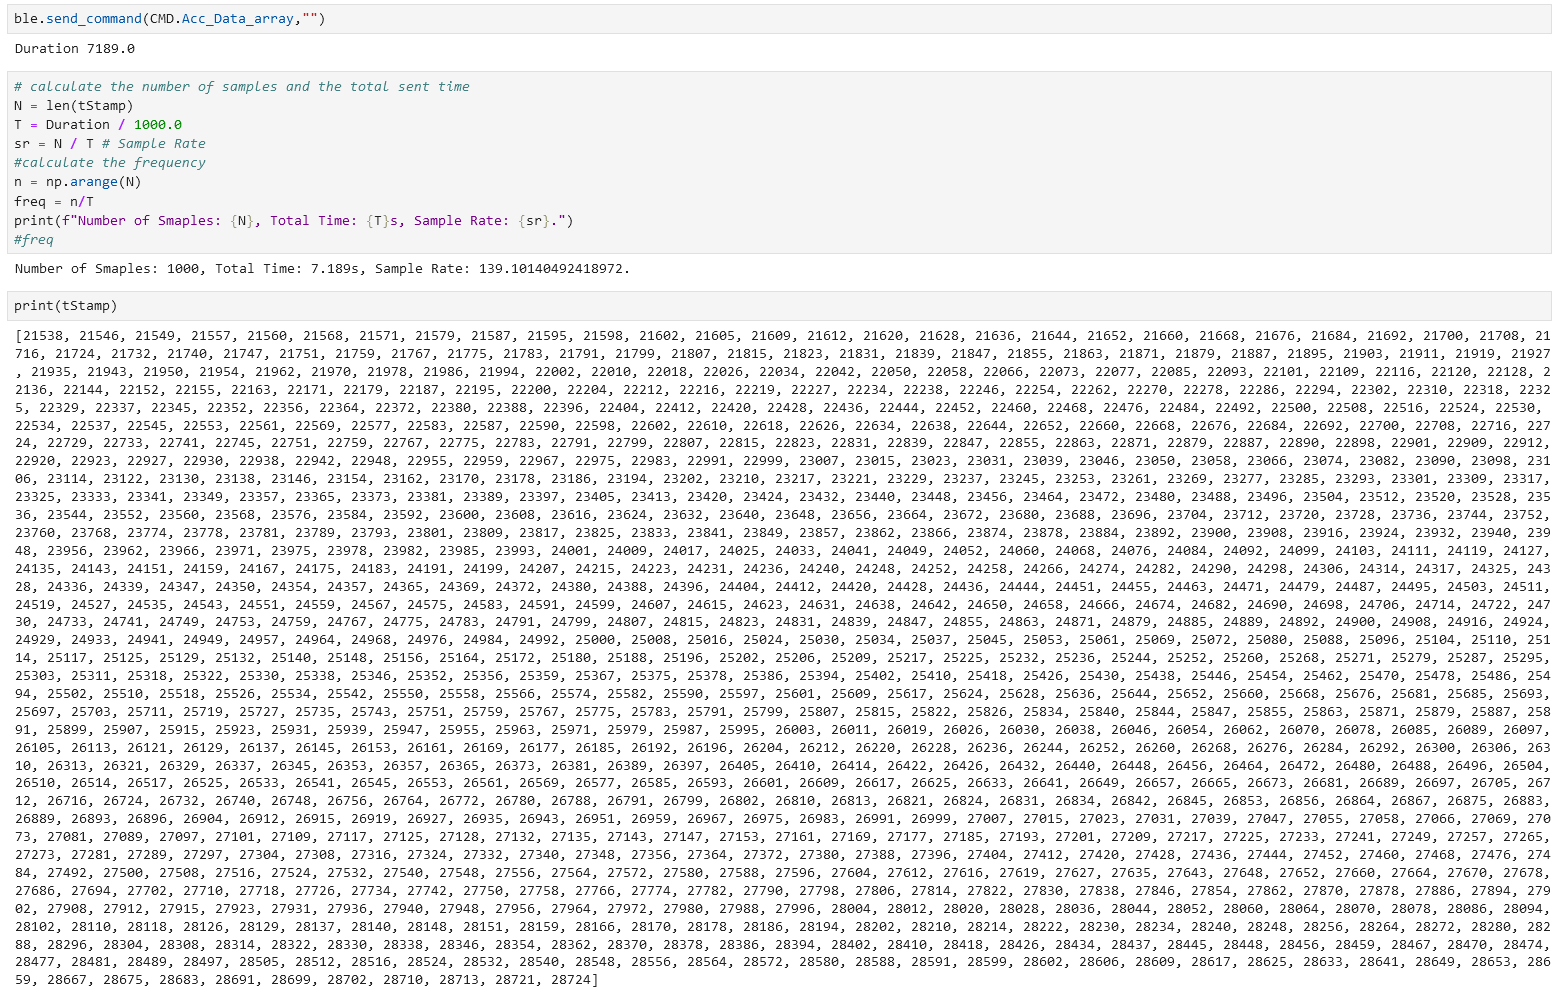 ble.send_command(CMD.Acc_Data_array,"")
Duration 7189.0
# calculate the number of samples and the total sent time
N = len(tStamp)
T = Duration / 1000.0
sr = N / T # Sample Rate
#calculate the frequency
n = np.arange(N)
freq = n/T
print(f"Number of Smaples: {N}, Total Time: {T}s, Sample Rate: {sr}.")
#freq
Number of Smaples: 1000, Total Time: 7.189s, Sample Rate: 139.10140492418972.
print(tStamp)
[21538, 21546, 21549, 21557, 21560, 21568, 21571, 21579, 21587, 21595, 21598, 21602, 21605, 21609, 21612, 21620, 21628, 21636, 21644, 21652, 21660, 21668, 21676, 21684, 21692, 21700, 21708, 21
716, 21724, 21732, 21740, 21747, 21751, 21759, 21767, 21775, 21783, 21791, 21799, 21807, 21815, 21823, 21831, 21839, 21847, 21855, 21863, 21871, 21879, 21887, 21895, 21903, 21911, 21919, 21927
, 21935, 21943, 21950, 21954, 21962, 21970, 21978, 21986, 21994, 22002, 22010, 22018, 22026, 22034, 22042, 22050, 22058, 22066, 22073, 22077, 22085, 22093, 22101, 22109, 22116, 22120, 22128, 2
2136, 22144, 22152, 22155, 22163, 22171, 22179, 22187, 22195, 22200, 22204, 22212, 22216, 22219, 22227, 22234, 22238, 22246, 22254, 22262, 22270, 22278, 22286, 22294, 22302, 22310, 22318, 2232
5, 22329, 22337, 22345, 22352, 22356, 22364, 22372, 22380, 22388, 22396, 22404, 22412, 22420, 22428, 22436, 22444, 22452, 22460, 22468, 22476, 22484, 22492, 22500, 22508, 22516, 22524, 22530,
22534, 22537, 22545, 22553, 22561, 22569, 22577, 22583, 22587, 22590, 22598, 22602, 22610, 22618, 22626, 22634, 22638, 22644, 22652, 22660, 22668, 22676, 22684, 22692, 22700, 22708, 22716, 227
24, 22729, 22733, 22741, 22745, 22751, 22759, 22767, 22775, 22783, 22791, 22799, 22807, 22815, 22823, 22831, 22839, 22847, 22855, 22863, 22871, 22879, 22887, 22890, 22898, 22901, 22909, 22912,
22920, 22923, 22927, 22930, 22938, 22942, 22948, 22955, 22959, 22967, 22975, 22983, 22991, 22999, 23007, 23015, 23023, 23031, 23039, 23046, 23050, 23058, 23066, 23074, 23082, 23090, 23098, 231
06, 23114, 23122, 23130, 23138, 23146, 23154, 23162, 23170, 23178, 23186, 23194, 23202, 23210, 23217, 23221, 23229, 23237, 23245, 23253, 23261, 23269, 23277, 23285, 23293, 23301, 23309, 23317,
23325, 23333, 23341, 23349, 23357, 23365, 23373, 23381, 23389, 23397, 23405, 23413, 23420, 23424, 23432, 23440, 23448, 23456, 23464, 23472, 23480, 23488, 23496, 23504, 23512, 23520, 23528, 235
36, 23544, 23552, 23560, 23568, 23576, 23584, 23592, 23600, 23608, 23616, 23624, 23632, 23640, 23648, 23656, 23664, 23672, 23680, 23688, 23696, 23704, 23712, 23720, 23728, 23736, 23744, 23752,
23760, 23768, 23774, 23778, 23781, 23789, 23793, 23801, 23809, 23817, 23825, 23833, 23841, 23849, 23857, 23862, 23866, 23874, 23878, 23884, 23892, 23900, 23908, 23916, 23924, 23932, 23940, 239
48, 23956, 23962, 23966, 23971, 23975, 23978, 23982, 23985, 23993, 24001, 24009, 24017, 24025, 24033, 24041, 24049, 24052, 24060, 24068, 24076, 24084, 24092, 24099, 24103, 24111, 24119, 24127,
24135, 24143, 24151, 24159, 24167, 24175, 24183, 24191, 24199, 24207, 24215, 24223, 24231, 24236, 24240, 24248, 24252, 24258, 24266, 24274, 24282, 24290, 24298, 24306, 24314, 24317, 24325, 243
28, 24336, 24339, 24347, 24350, 24354, 24357, 24365, 24369, 24372, 24380, 24388, 24396, 24404, 24412, 24420, 24428, 24436, 24444, 24451, 24455, 24463, 24471, 24479, 24487, 24495, 24503, 24511,
24519, 24527, 24535, 24543, 24551, 24559, 24567, 24575, 24583, 24591, 24599, 24607, 24615, 24623, 24631, 24638, 24642, 24650, 24658, 24666, 24674, 24682, 24690, 24698, 24706, 24714, 24722, 247
30, 24733, 24741, 24749, 24753, 24759, 24767, 24775, 24783, 24791, 24799, 24807, 24815, 24823, 24831, 24839, 24847, 24855, 24863, 24871, 24879, 24885, 24889, 24892, 24900, 24908, 24916, 24924,
24929, 24933, 24941, 24949, 24957, 24964, 24968, 24976, 24984, 24992, 25000, 25008, 25016, 25024, 25030, 25034, 25037, 25045, 25053, 25061, 25069, 25072, 25080, 25088, 25096, 25104, 25110, 251
14, 25117, 25125, 25129, 25132, 25140, 25148, 25156, 25164, 25172, 25180, 25188, 25196, 25202, 25206, 25209, 25217, 25225, 25232, 25236, 25244, 25252, 25260, 25268, 25271, 25279, 25287, 25295,
25303, 25311, 25318, 25322, 25330, 25338, 25346, 25352, 25356, 25359, 25367, 25375, 25378, 25386, 25394, 25402, 25410, 25418, 25426, 25430, 25438, 25446, 25454, 25462, 25470, 25478, 25486, 254
94, 25502, 25510, 25518, 25526, 25534, 25542, 25550, 25558, 25566, 25574, 25582, 25590, 25597, 25601, 25609, 25617, 25624, 25628, 25636, 25644, 25652, 25660, 25668, 25676, 25681, 25685, 25693,
25697, 25703, 25711, 25719, 25727, 25735, 25743, 25751, 25759, 25767, 25775, 25783, 25791, 25799, 25807, 25815, 25822, 25826, 25834, 25840, 25844, 25847, 25855, 25863, 25871, 25879, 25887, 258
91, 25899, 25907, 25915, 25923, 25931, 25939, 25947, 25955, 25963, 25971, 25979, 25987, 25995, 26003, 26011, 26019, 26026, 26030, 26038, 26046, 26054, 26062, 26070, 26078, 26085, 26089, 26097,
26105, 26113, 26121, 26129, 26137, 26145, 26153, 26161, 26169, 26177, 26185, 26192, 26196, 26204, 26212, 26220, 26228, 26236, 26244, 26252, 26260, 26268, 26276, 26284, 26292, 26300, 26306, 263
10, 26313, 26321, 26329, 26337, 26345, 26353, 26357, 26365, 26373, 26381, 26389, 26397, 26405, 26410, 26414, 26422, 26426, 26432, 26440, 26448, 26456, 26464, 26472, 26480, 26488, 26496, 26504,
26510, 26514, 26517, 26525, 26533, 26541, 26545, 26553, 26561, 26569, 26577, 26585, 26593, 26601, 26609, 26617, 26625, 26633, 26641, 26649, 26657, 26665, 26673, 26681, 26689, 26697, 26705, 267
12, 26716, 26724, 26732, 26740, 26748, 26756, 26764, 26772, 26780, 26788, 26791, 26799, 26802, 26810, 26813, 26821, 26824, 26831, 26834, 26842, 26845, 26853, 26856, 26864, 26867, 26875, 26883,
26889, 26893, 26896, 26904, 26912, 26915, 26919, 26927, 26935, 26943, 26951, 26959, 26967, 26975, 26983, 26991, 26999, 27007, 27015, 27023, 27031, 27039, 27047, 27055, 27058, 27066, 27069, 270
73, 27081, 27089, 27097, 27101, 27109, 27117, 27125, 27128, 27132, 27135, 27143, 27147, 27153, 27161, 27169, 27177, 27185, 27193, 27201, 27209, 27217, 27225, 27233, 27241, 27249, 27257, 27265,
27273, 27281, 27289, 27297, 27304, 27308, 27316, 27324, 27332, 27340, 27348, 27356, 27364, 27372, 27380, 27388, 27396, 27404, 27412, 27420, 27428, 27436, 27444, 27452, 27460, 27468, 27476, 274
84, 27492, 27500, 27508, 27516, 27524, 27532, 27540, 27548, 27556, 27564, 27572, 27580, 27588, 27596, 27604, 27612, 27616, 27619, 27627, 27635, 27643, 27648, 27652, 27660, 27664, 27670, 27678,
27686, 27694, 27702, 27710, 27718, 27726, 27734, 27742, 27750, 27758, 27766, 27774, 27782, 27790, 27798, 27806, 27814, 27822, 27830, 27838, 27846, 27854, 27862, 27870, 27878, 27886, 27894, 279
02, 27908, 27912, 27915, 27923, 27931, 27936, 27940, 27948, 27956, 27964, 27972, 27980, 27988, 27996, 28004, 28012, 28020, 28028, 28036, 28044, 28052, 28060, 28064, 28070, 28078, 28086, 28094,
28102, 28110, 28118, 28126, 28129, 28137, 28140, 28148, 28151, 28159, 28166, 28170, 28178, 28186, 28194, 28202, 28210, 28214, 28222, 28230, 28234, 28240, 28248, 28256, 28264, 28272, 28280, 282
88, 28296, 28304, 28308, 28314, 28322, 28330, 28338, 28346, 28354, 28362, 28370, 28378, 28386, 28394, 28402, 28410, 28418, 28426, 28434, 28437, 28445, 28448, 28456, 28459, 28467, 28470, 28474,
28477, 28481, 28489, 28497, 28505, 28512, 28516, 28524, 28532, 28540, 28548, 28556, 28564, 28572, 28580, 28588, 28591, 28599, 28602, 28606, 28609, 28617, 28625, 28633, 28641, 28649, 28653, 286
59, 28667, 28675, 28683, 28691, 28699, 28702, 28710, 28713, 28721, 28724]